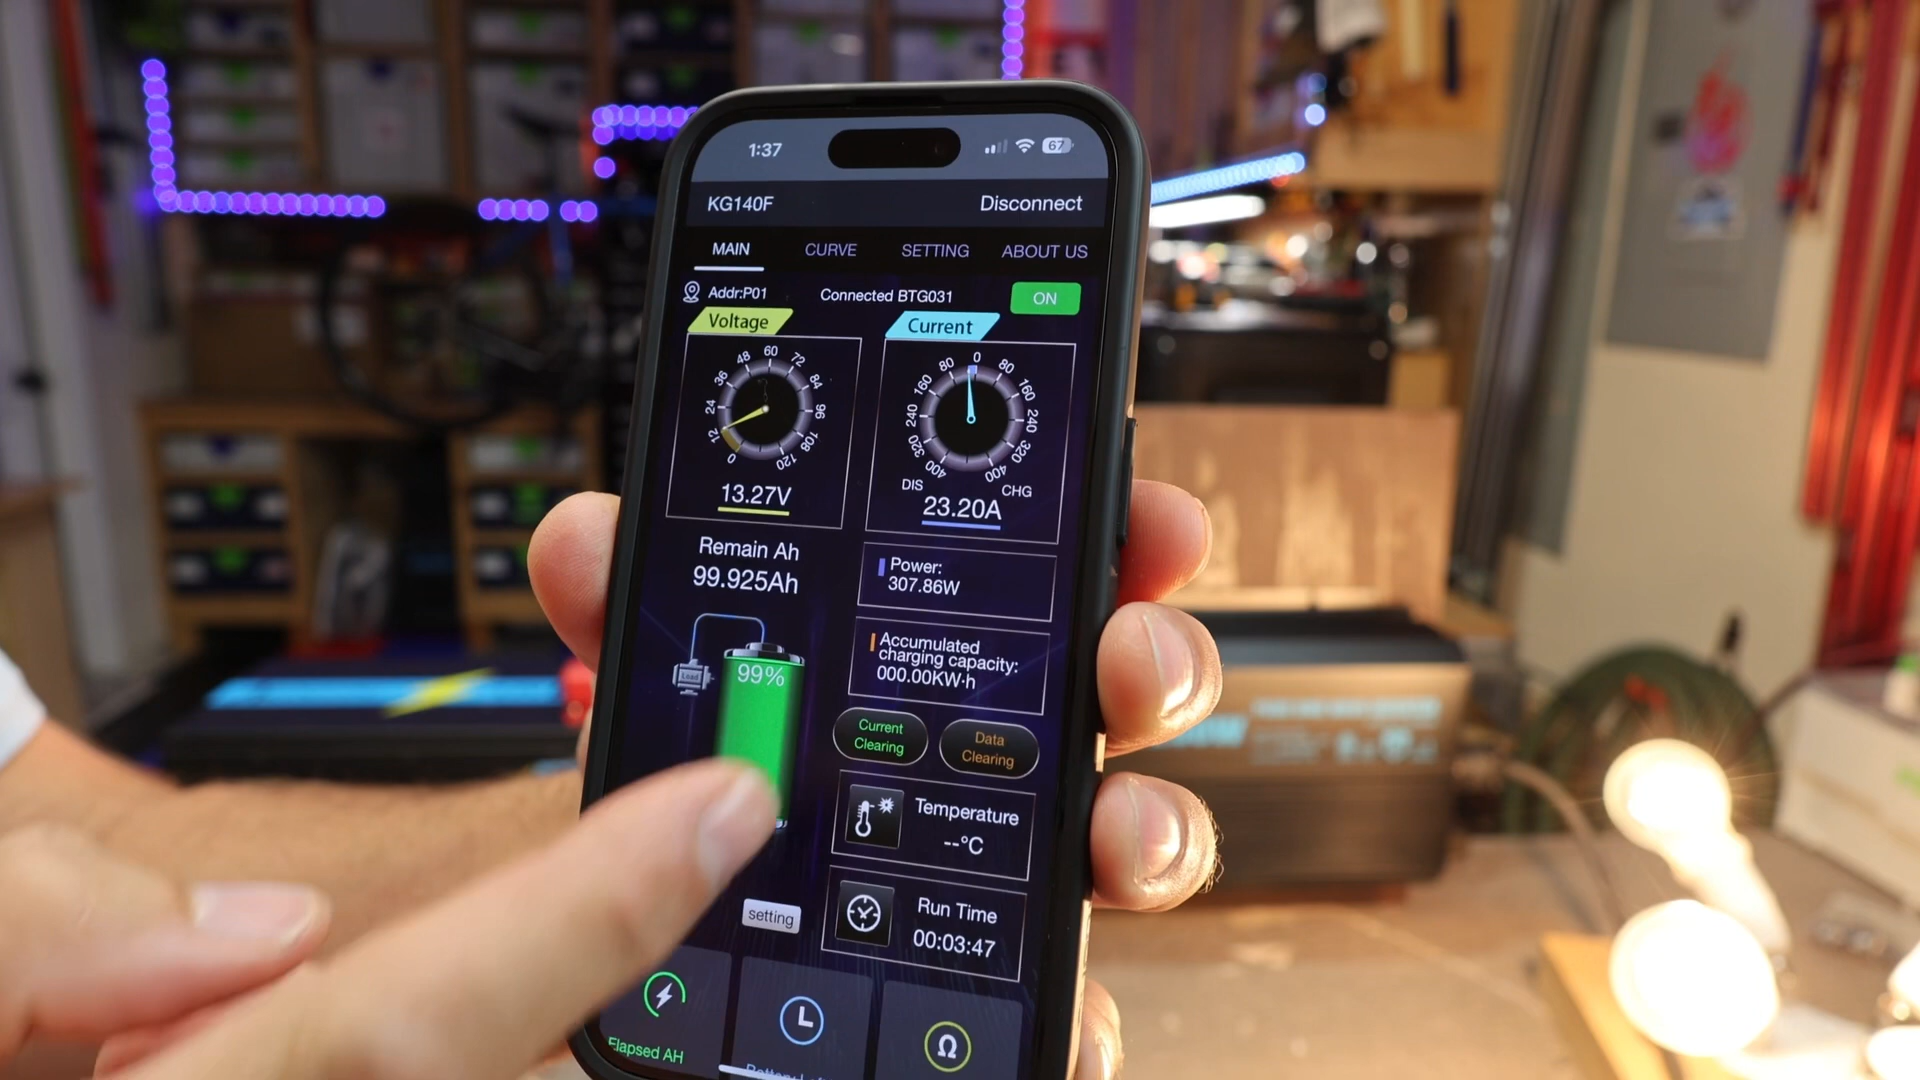 1:37
67
KG140F Disconnect
MAIN CURVE SETTING ABOUT US
Addr:P01 Connected BTG031 ON
Voltage Current
0 12 24 36 48 60 72 84 96 108 120
400 320 240 160 80 0 80 160 240 320 400
DIS CHG
13.27V 23.20A
Remain Ah
99.925Ah
Power:
307.86W
Accumulated
charging capacity:
000.00KW·h
Load
99%
Current
Clearing
Data
Clearing
Temperature
--°C
setting
Run Time
00:03:47
Elapsed AH
Ω